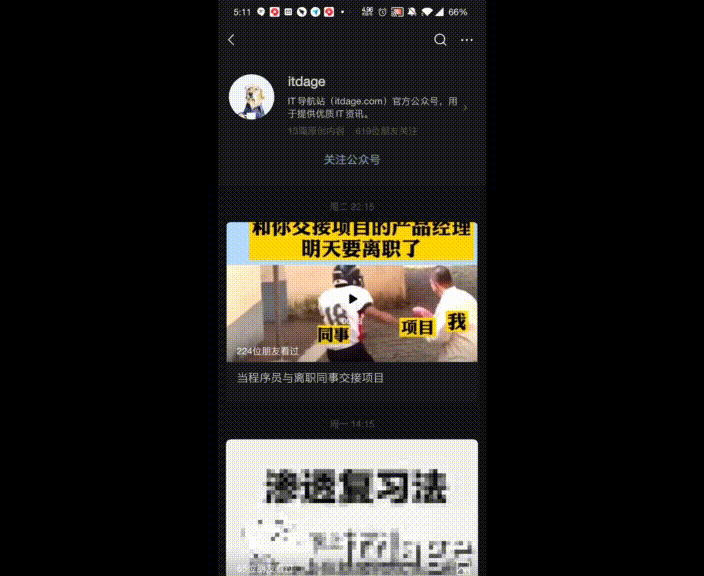 5:11
66%
itdage
IT 导航站（itdage.com）官方公众号，用
于提供优质 IT 资讯。
13篇原创内容 619位朋友关注
关注公众号
周二 22:15
和你交接项目的产品经理
明天要离职了
同事
项目
我
224位朋友看过
当程序员与离职同事交接项目
周一 14:15
渗透复习法